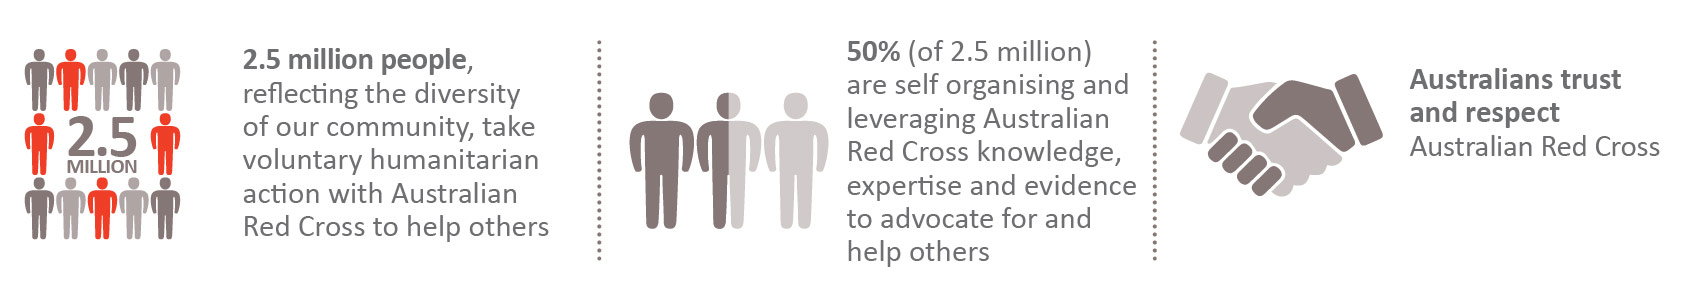 2.5
MILLION
2.5 million people,
reflecting the diversity
of our community, take
voluntary humanitarian
action with Australian
Red Cross to help others
50% (of 2.5 million)
are self organising and
leveraging Australian
Red Cross knowledge,
expertise and evidence
to advocate for and
help others
Australians trust
and respect
Australian Red Cross